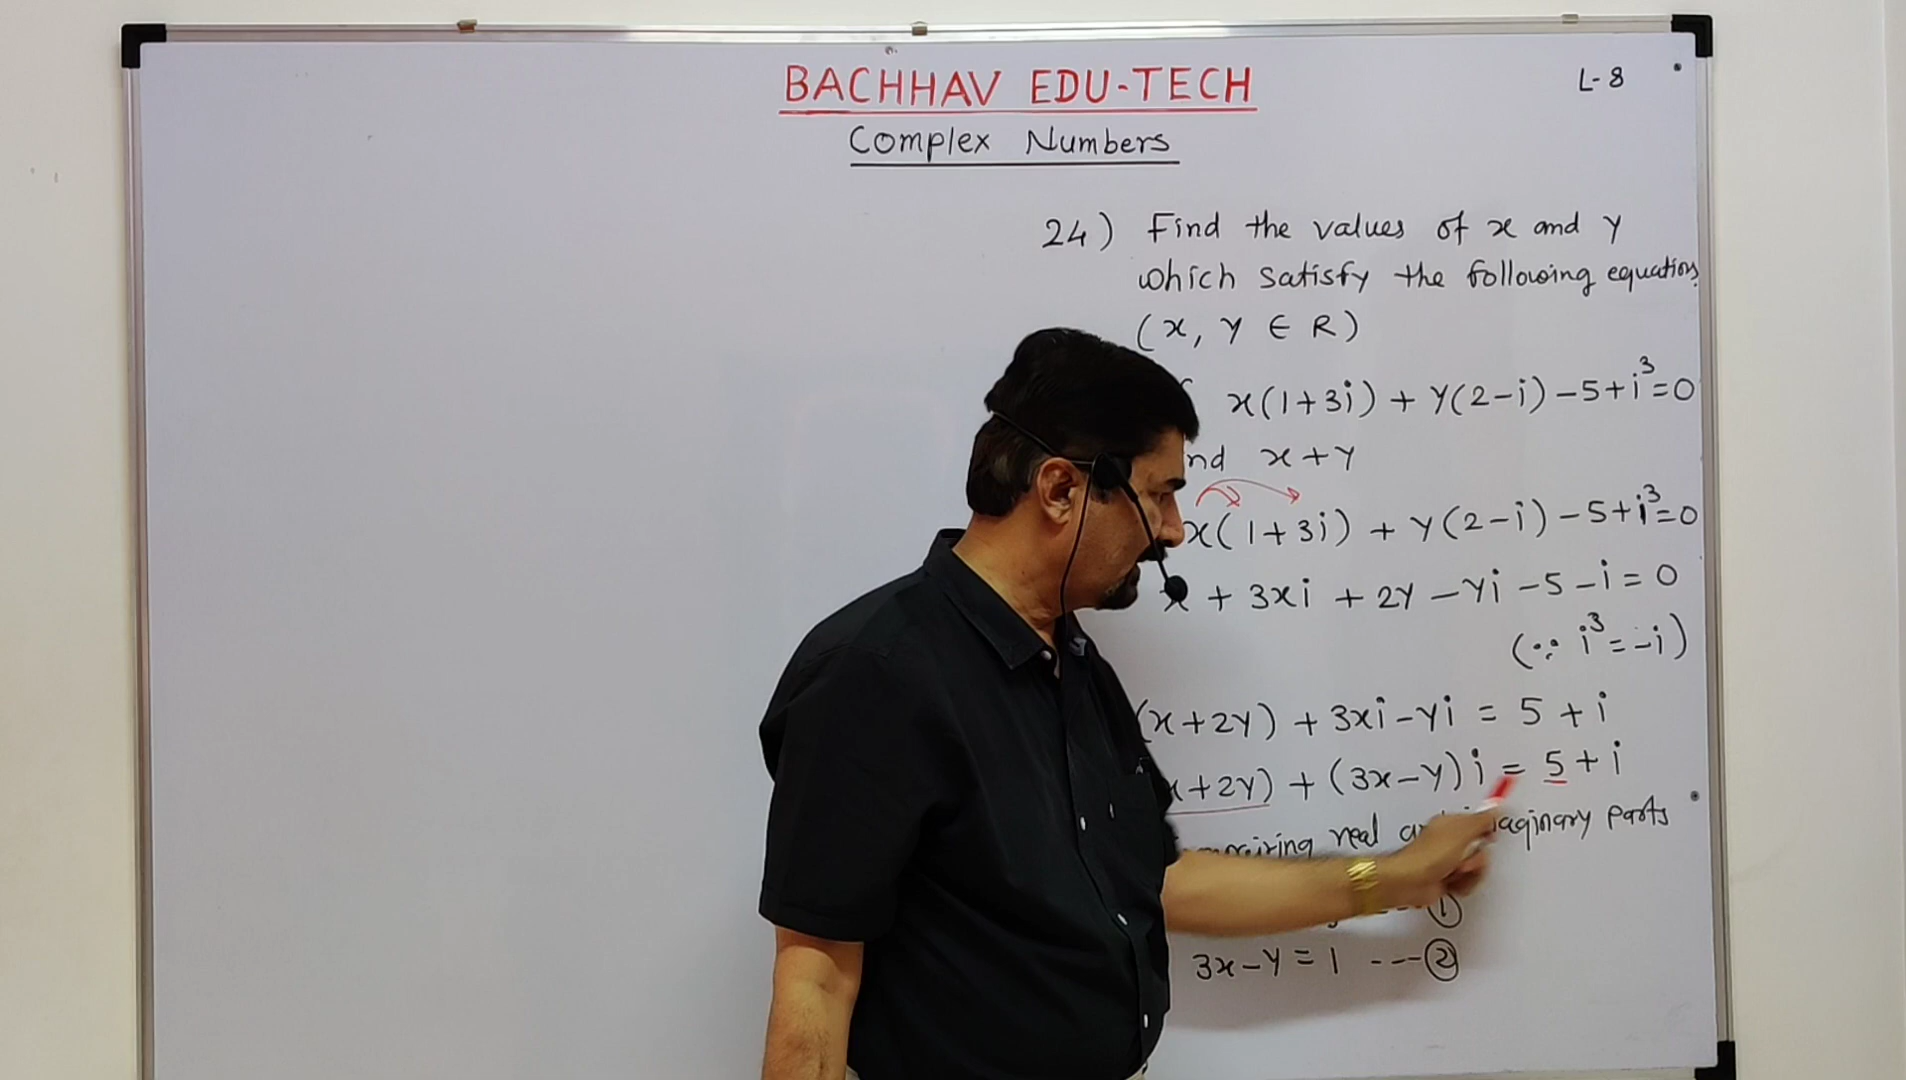 BACHHAV EDU-TECH
L-8
Complex Numbers
24) Find the values of x and y
which satisfy the following equations.
(x, y ∈ R)
x(1+3i) + y(2-i) -5+i³=0
x+y
x(1+3i) + y(2-i) -5+i³=0
x + 3xi + 2y - yi -5 -i = 0
(∵ i³ = -i)
(x+2y) + 3xi-yi = 5 + i
x+2y) + (3x-y)i = 5+i
real parts
①
3x-y = 1 ---②